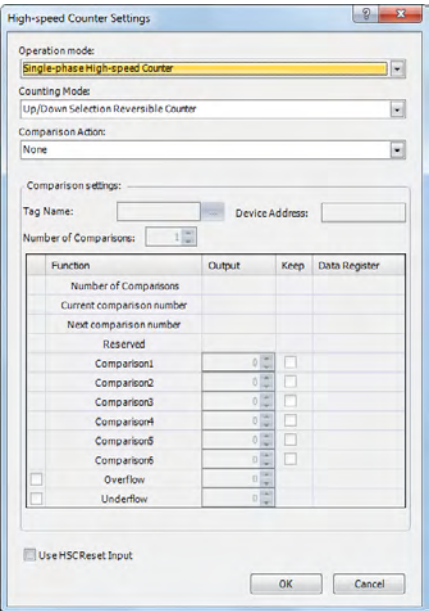 High-speed Counter Settings
Operation mode:
Single-phase High-speed Counter
Counting Mode:
Up/Down Selection Reversible Counter
Comparison Action:
None
Comparison settings:
Tag Name: Device Address:
Number of Comparisons: 1
Function Output Keep Data Register
Number of Comparisons
Current comparison number
Next comparison number
Reserved
Comparison1 0
Comparison2 0
Comparison3 0
Comparison4 0
Comparison5 0
Comparison6 0
Overflow 0
Underflow 0
Use HSC Reset Input
OK Cancel